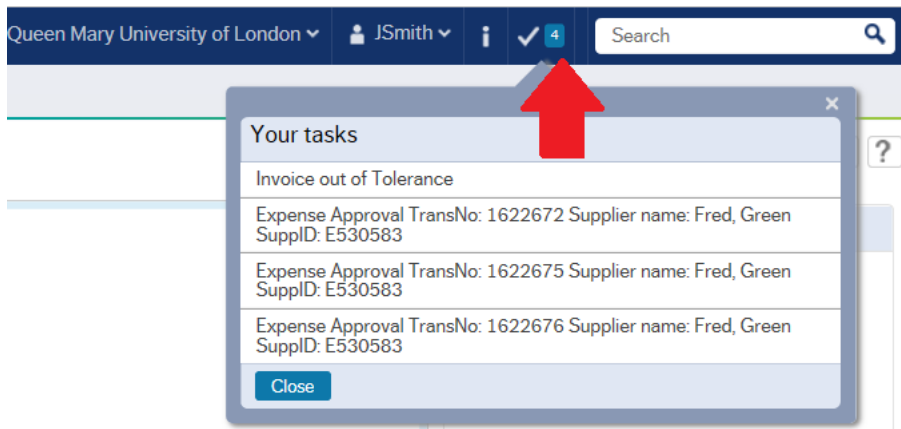 Queen Mary University of London JSmith i 4 Search
Your tasks
?
Invoice out of Tolerance
Expense Approval TransNo: 1622672 Supplier name: Fred, Green
SuppID: E530583
Expense Approval TransNo: 1622675 Supplier name: Fred, Green
SuppID: E530583
Expense Approval TransNo: 1622676 Supplier name: Fred, Green
SuppID: E530583
Close